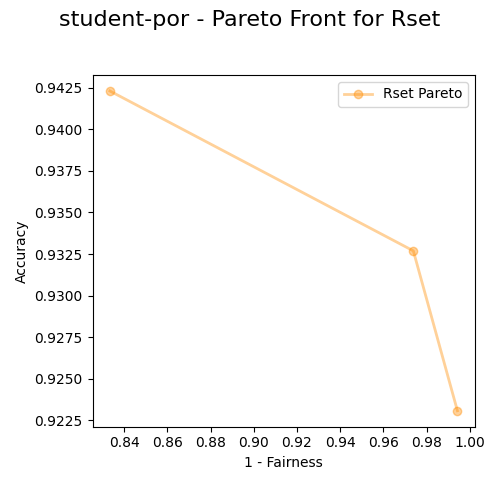 student-por - Pareto Front for Rset
Rset Pareto
Accuracy
0.9425
0.9400
0.9375
0.9350
0.9325
0.9300
0.9275
0.9250
0.9225
0.84 0.86 0.88 0.90 0.92 0.94 0.96 0.98 1.00
1 - Fairness